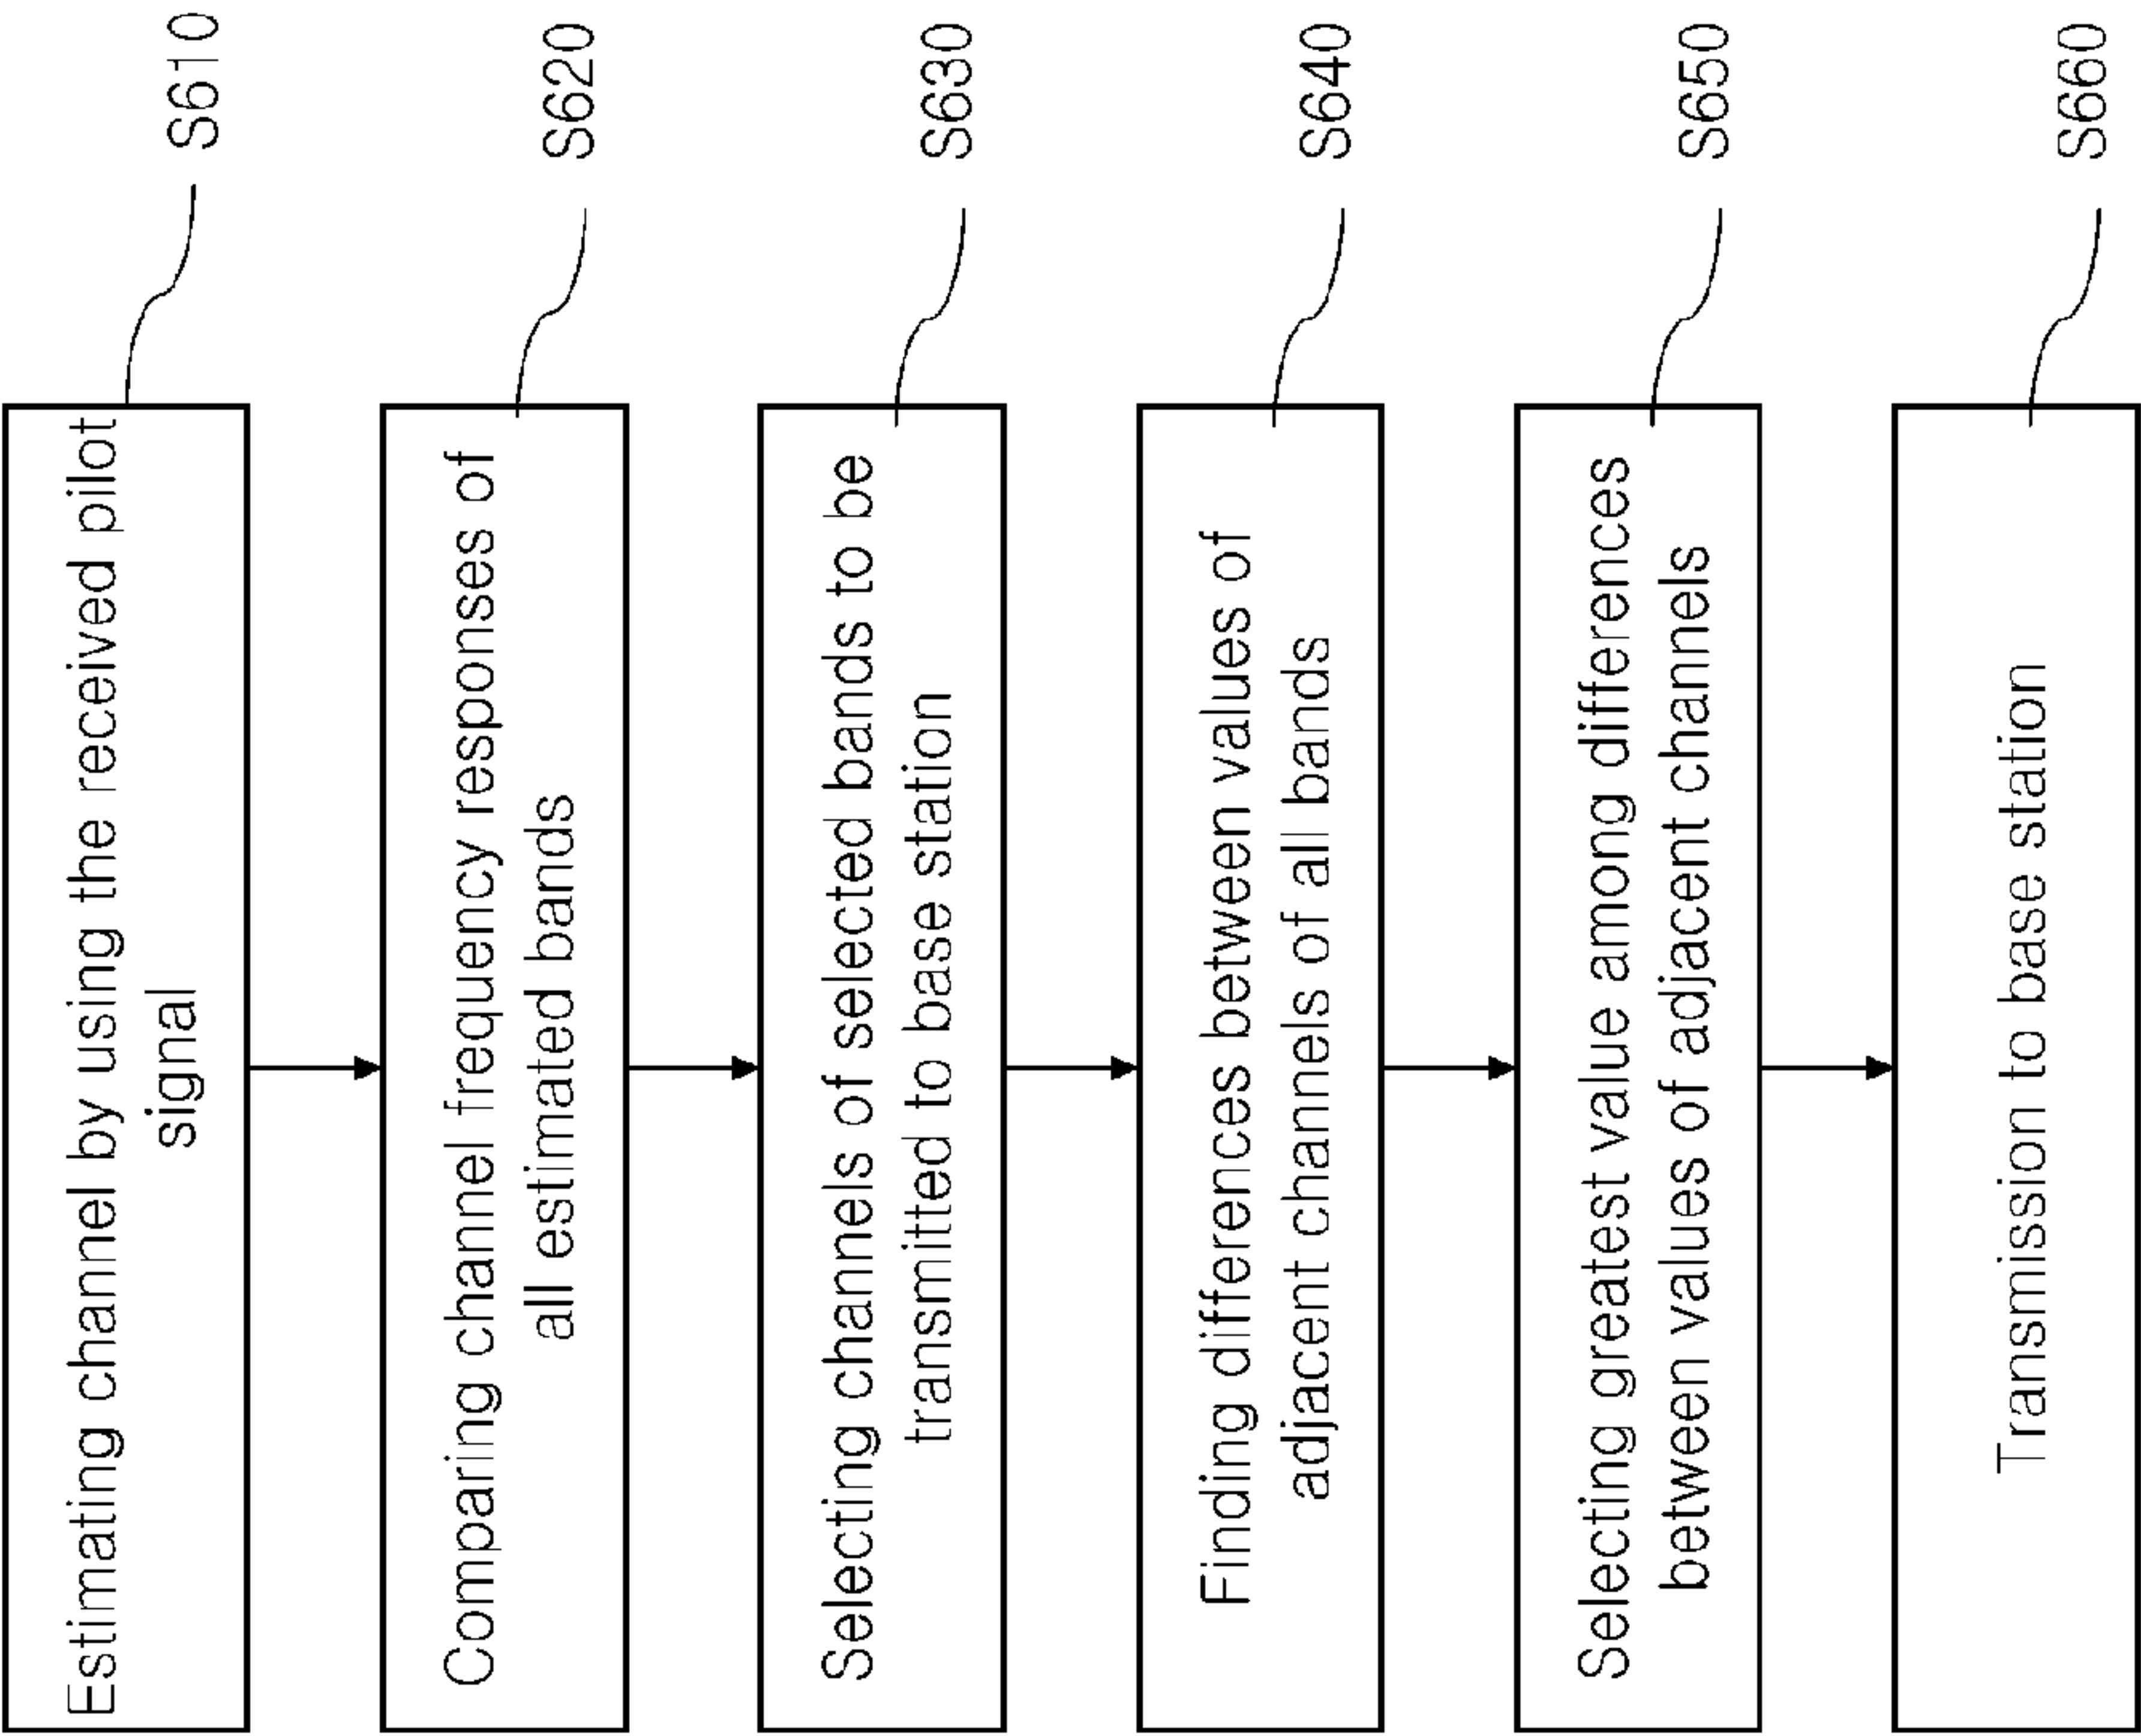 Estimating channel by using the received pilot
signal
S610
Comparing channel frequency responses of
all estimated bands
S620
Selecting channels of selected bands to be
transmitted to base station
S630
Finding differences between values of
adjacent channels of all bands
S640
Selecting greatest value among differences
between values of adjacent channels
S650
Transmission to base station
S660